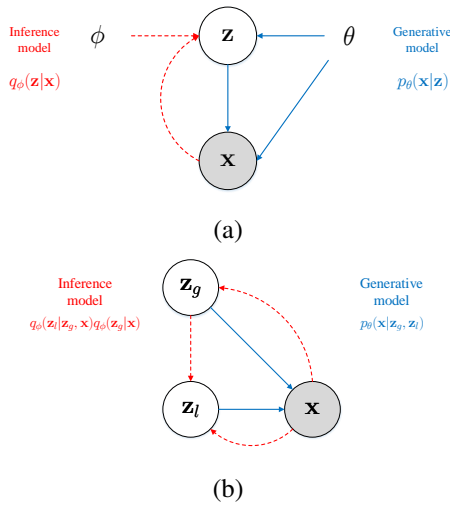 Inference
model
q_ϕ(z|x)
ϕ
z
θ
Generative
model
p_θ(x|z)
x
(a)
Inference
model
q_ϕ(z_l|z_g, x)q_ϕ(z_g|x)
z_g
Generative
model
p_θ(x|z_g, z_l)
z_l
x
(b)